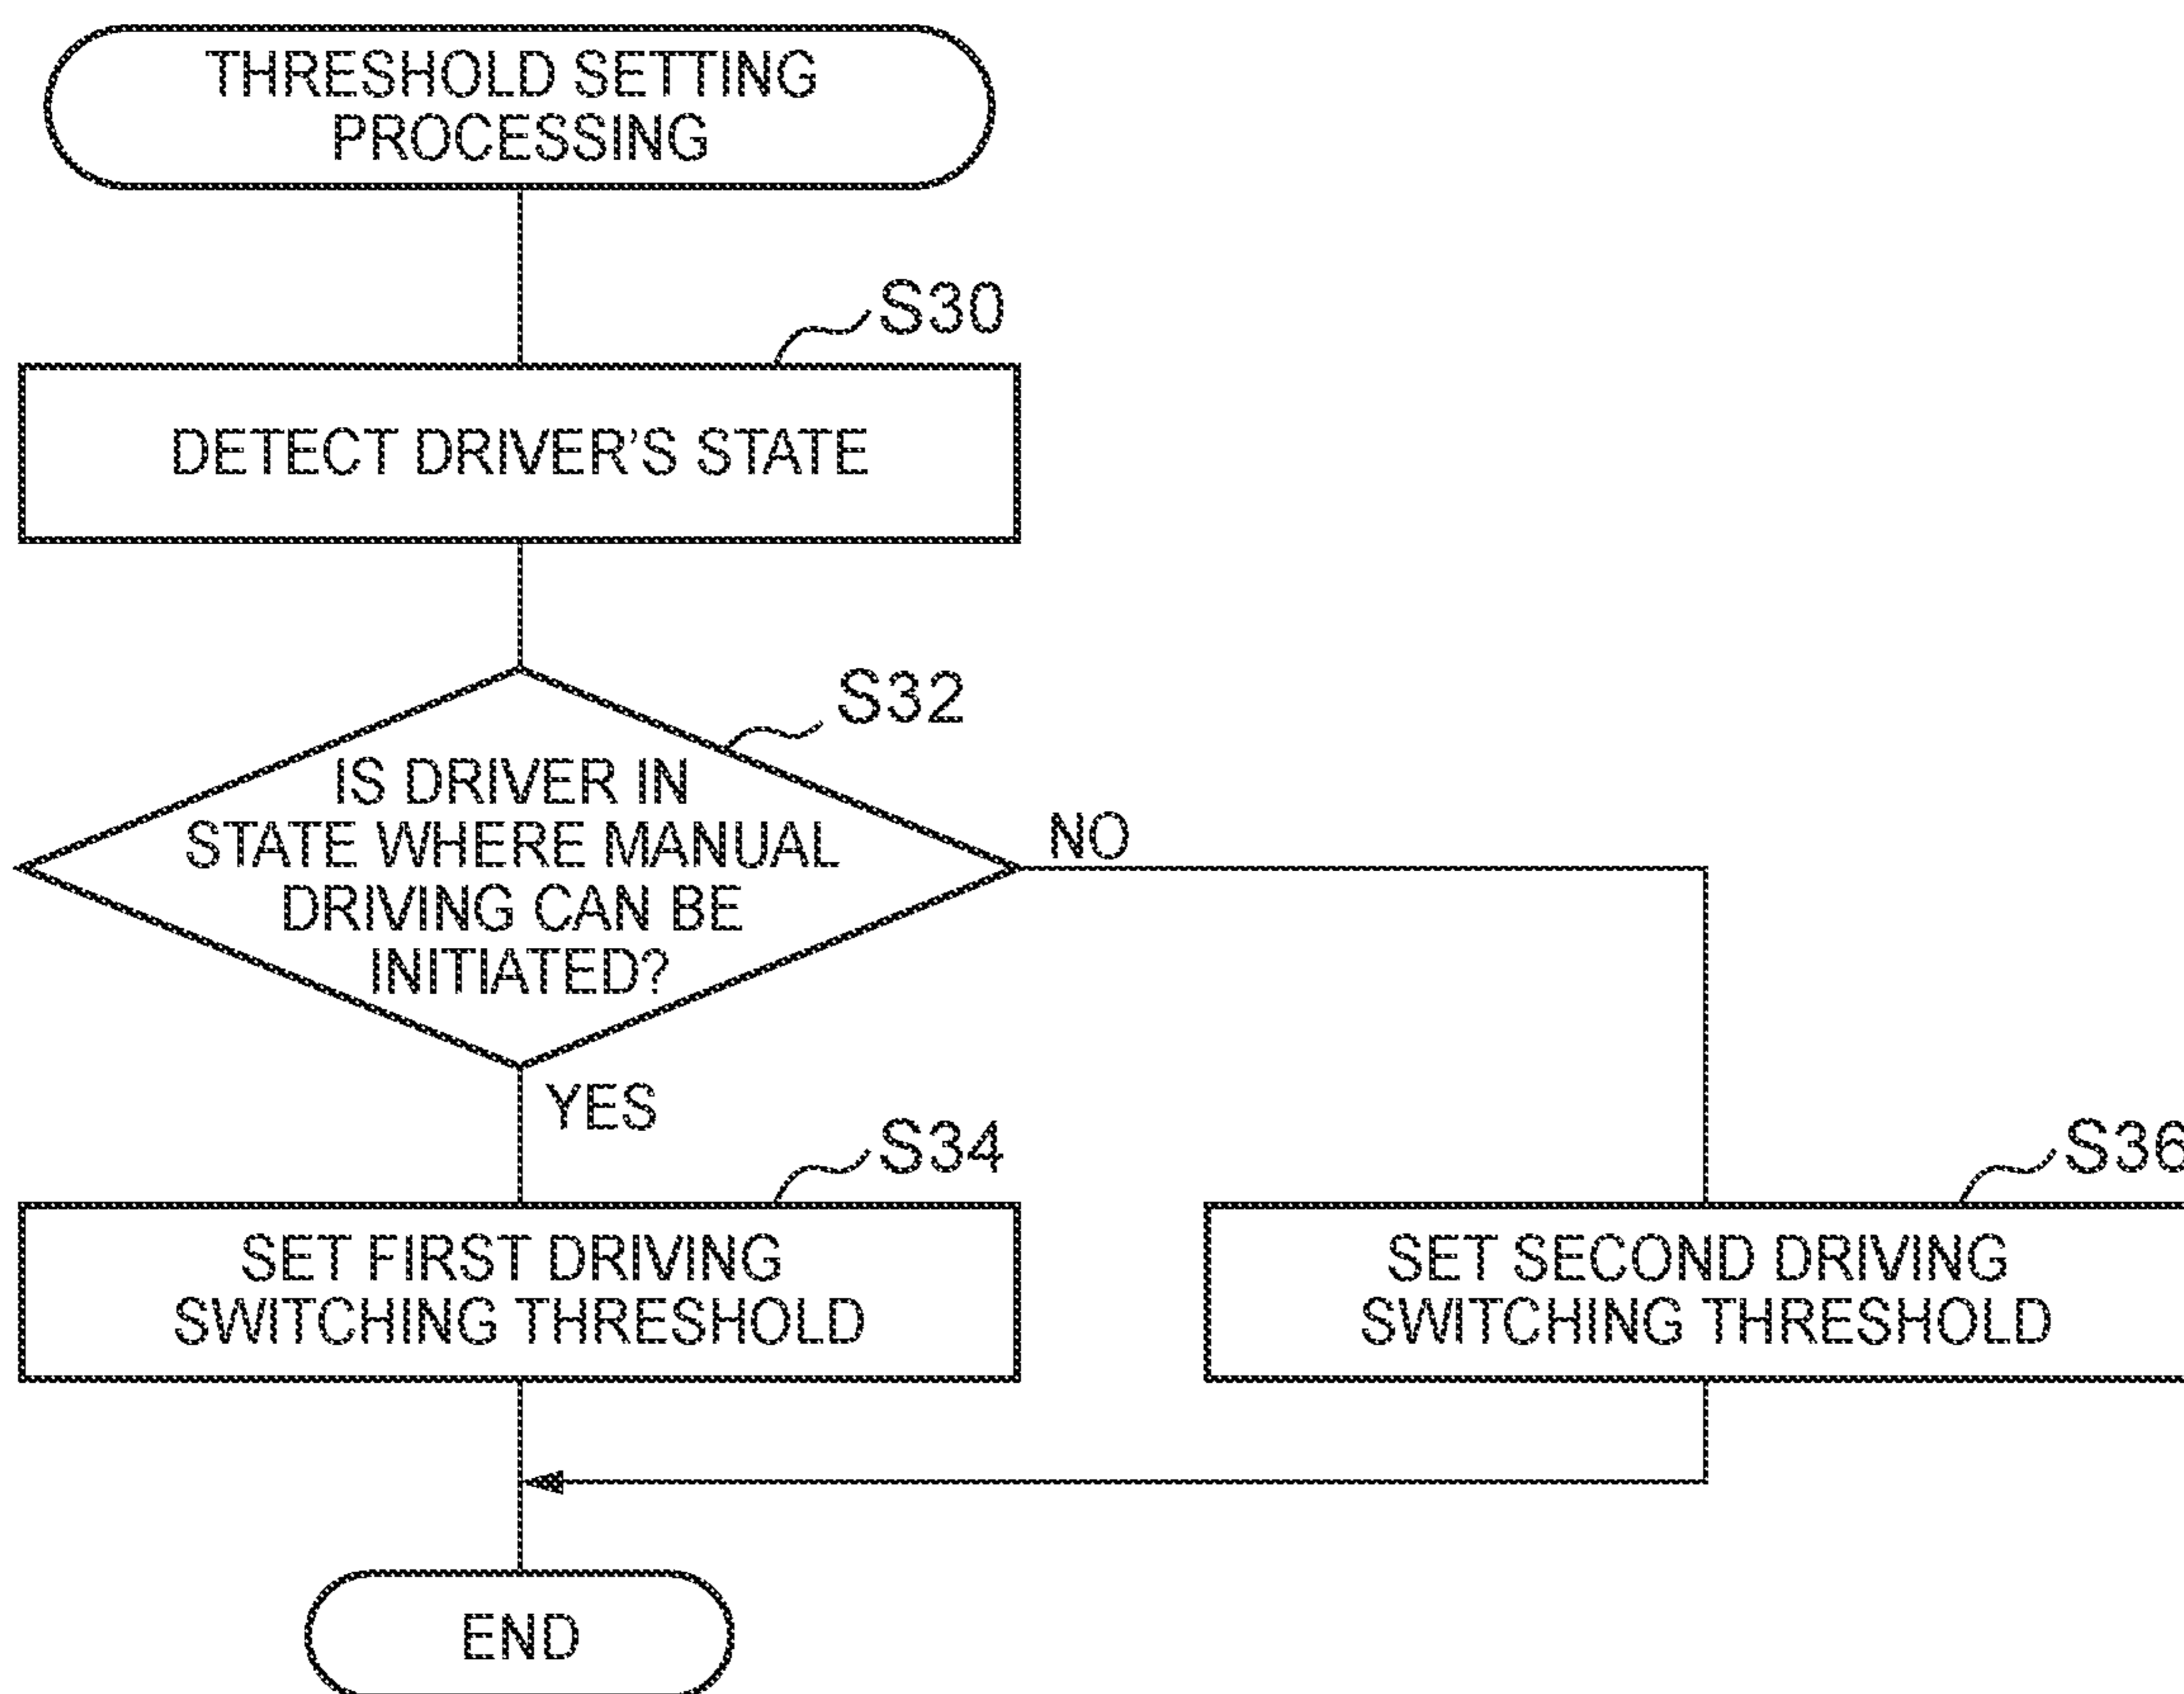 THRESHOLD SETTING
PROCESSING
S30
DETECT DRIVER'S STATE
S32
IS DRIVER IN
STATE WHERE MANUAL
DRIVING CAN BE
INITIATED?
NO
YES
S34
SET FIRST DRIVING
SWITCHING THRESHOLD
S36
SET SECOND DRIVING
SWITCHING THRESHOLD
END